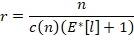 r = n / (c(n)(E*[l] + 1))